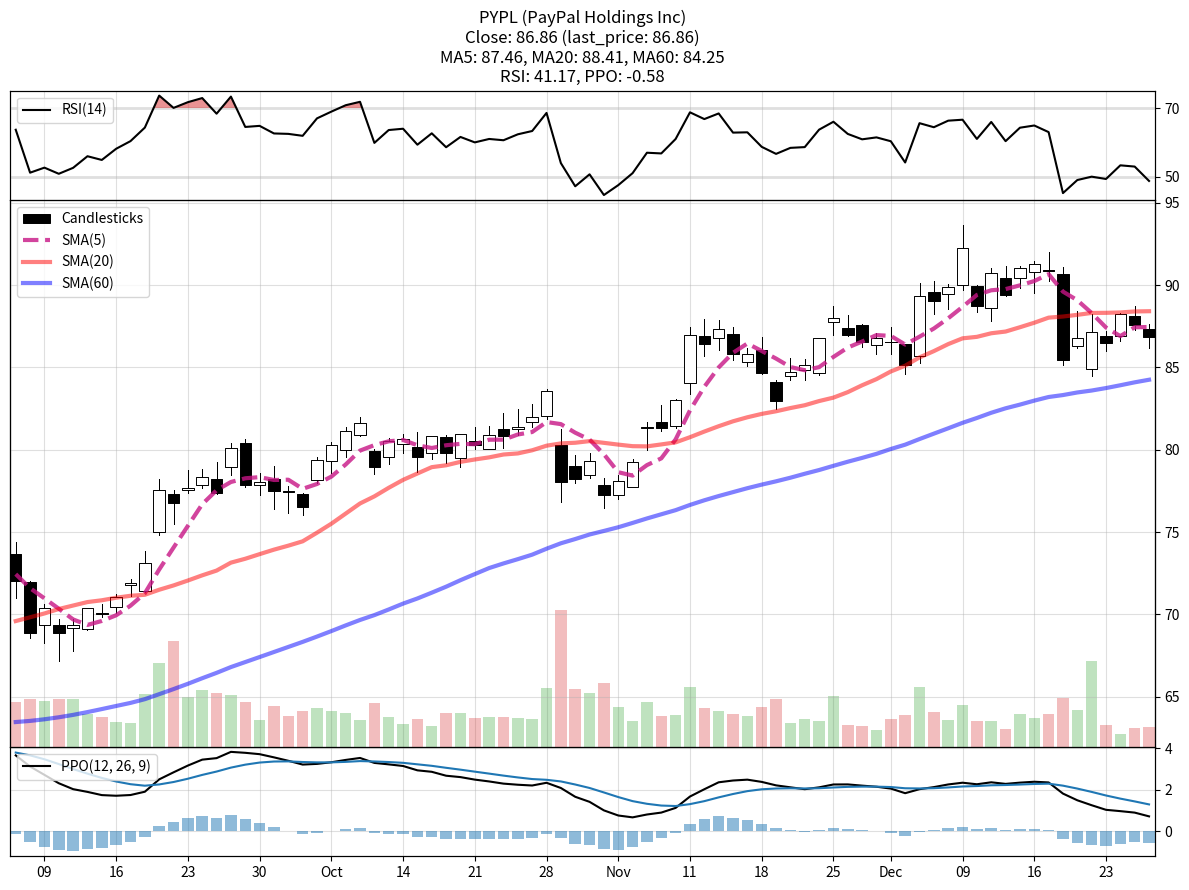 PYPL (PayPal Holdings Inc)
Close: 86.86 (last_price: 86.86)
MA5: 87.46, MA20: 88.41, MA60: 84.25
RSI: 41.17, PPO: -0.58
RSI(14)
70
50
95
Candlesticks
SMA(5)
SMA(20)
SMA(60)
90
85
80
75
70
65
4
PPO(12, 26, 9)
2
0
09 16 23 30 Oct 14 21 28 Nov 11 18 25 Dec 09 16 23